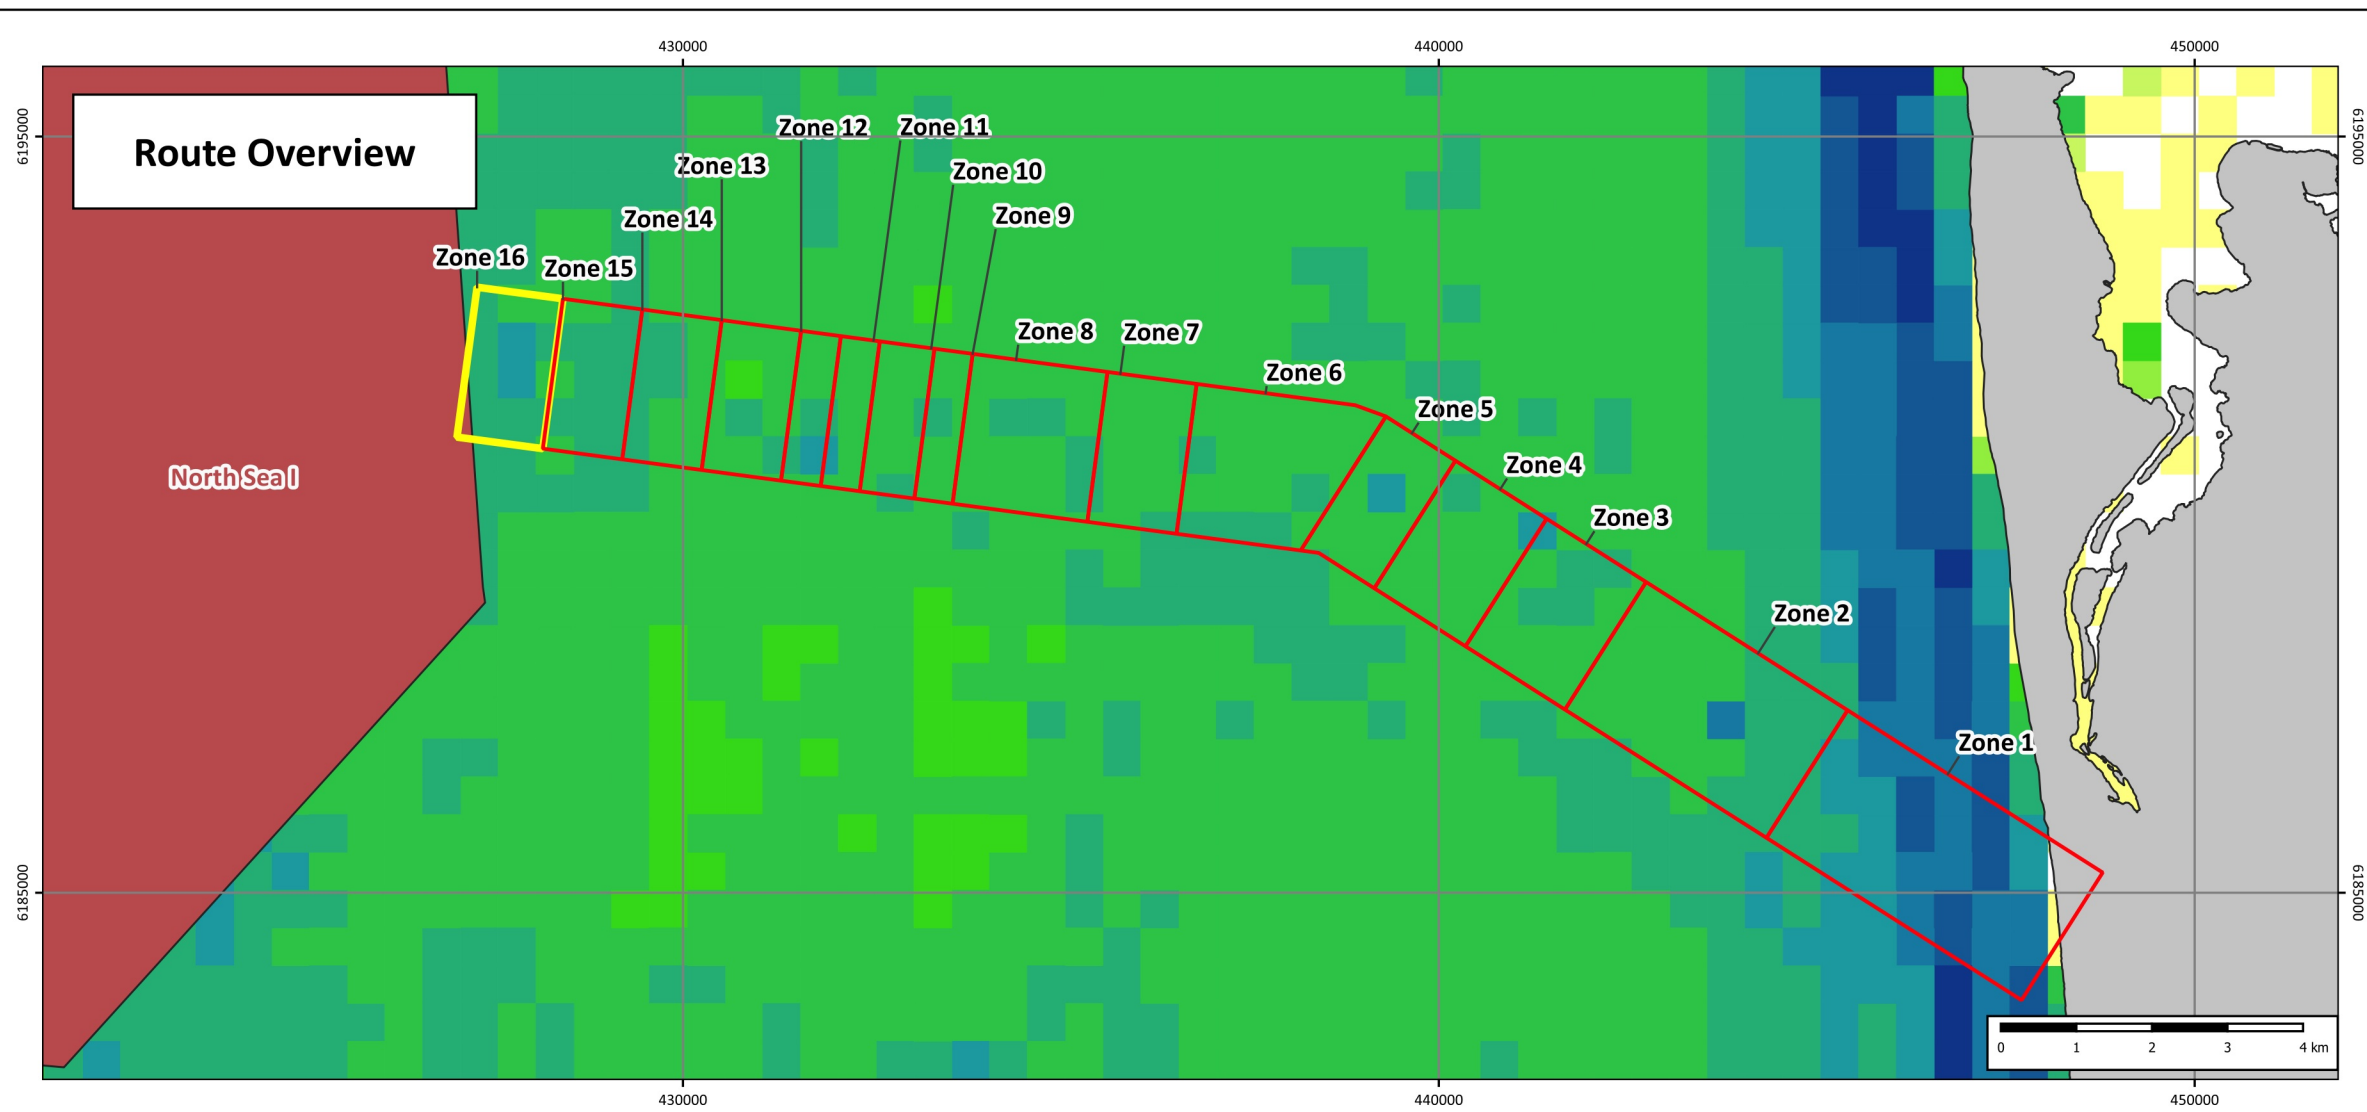 430000 440000 450000
6195000 6195000
Route Overview
Zone 12 Zone 11
Zone 13 Zone 10
Zone 14 Zone 9
Zone 16 Zone 15
Zone 8 Zone 7
Zone 6
Zone 5
Zone 4
North Sea I
Zone 3
Zone 2
Zone 1
6185000 6185000
0 1 2 3 4 km
430000 440000 450000